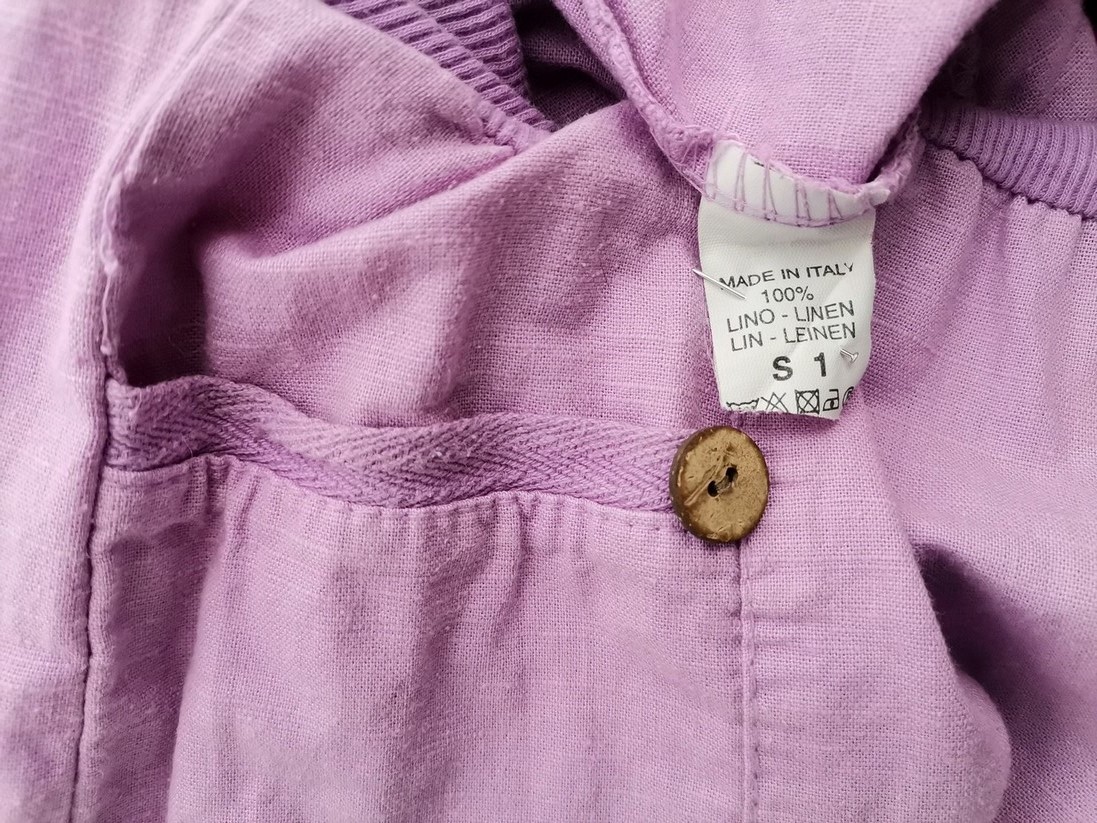 MADE IN ITALY
100%
LINO - LINEN
LIN - LEINEN
S 1